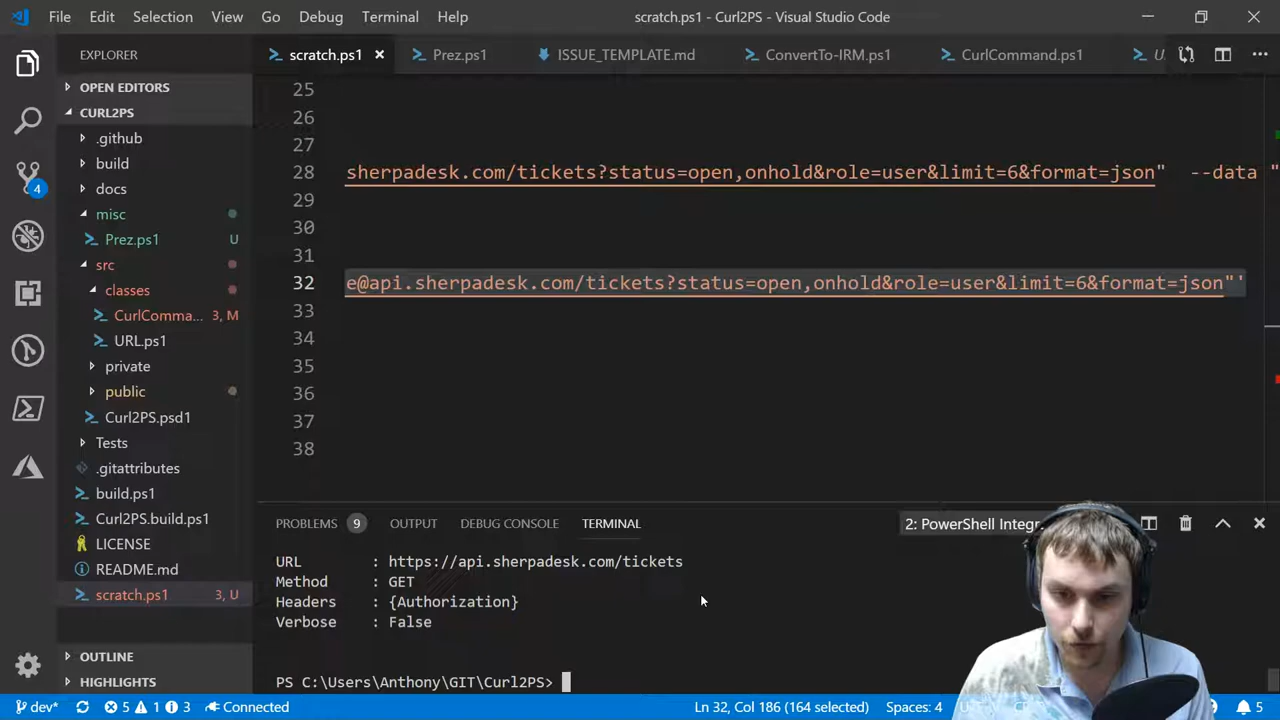 File Edit Selection View Go Debug Terminal Help scratch.ps1 - Curl2PS - Visual Studio Code
EXPLORER
scratch.ps1 Prez.ps1 ISSUE_TEMPLATE.md ConvertTo-IRM.ps1 CurlCommand.ps1 U
OPEN EDITORS
CURL2PS
.github
build
docs
misc
Prez.ps1 U
src
classes
CurlComma... 3, M
URL.ps1
private
public
Curl2PS.psd1
Tests
.gitattributes
build.ps1
Curl2PS.build.ps1
LICENSE
README.md
scratch.ps1 3, U
OUTLINE
HIGHLIGHTS
4
25
26
27
28 sherpadesk.com/tickets?status=open,onhold&role=user&limit=6&format=json" --data "
29
30
31
32 e@api.sherpadesk.com/tickets?status=open,onhold&role=user&limit=6&format=json"'
33
34
35
36
37
38
PROBLEMS 9 OUTPUT DEBUG CONSOLE TERMINAL 2: PowerShell Integr
URL : https://api.sherpadesk.com/tickets
Method : GET
Headers : {Authorization}
Verbose : False
PS C:\Users\Anthony\GIT\Curl2PS>
dev* 5 1 3 Connected Ln 32, Col 186 (164 selected) Spaces: 4 5